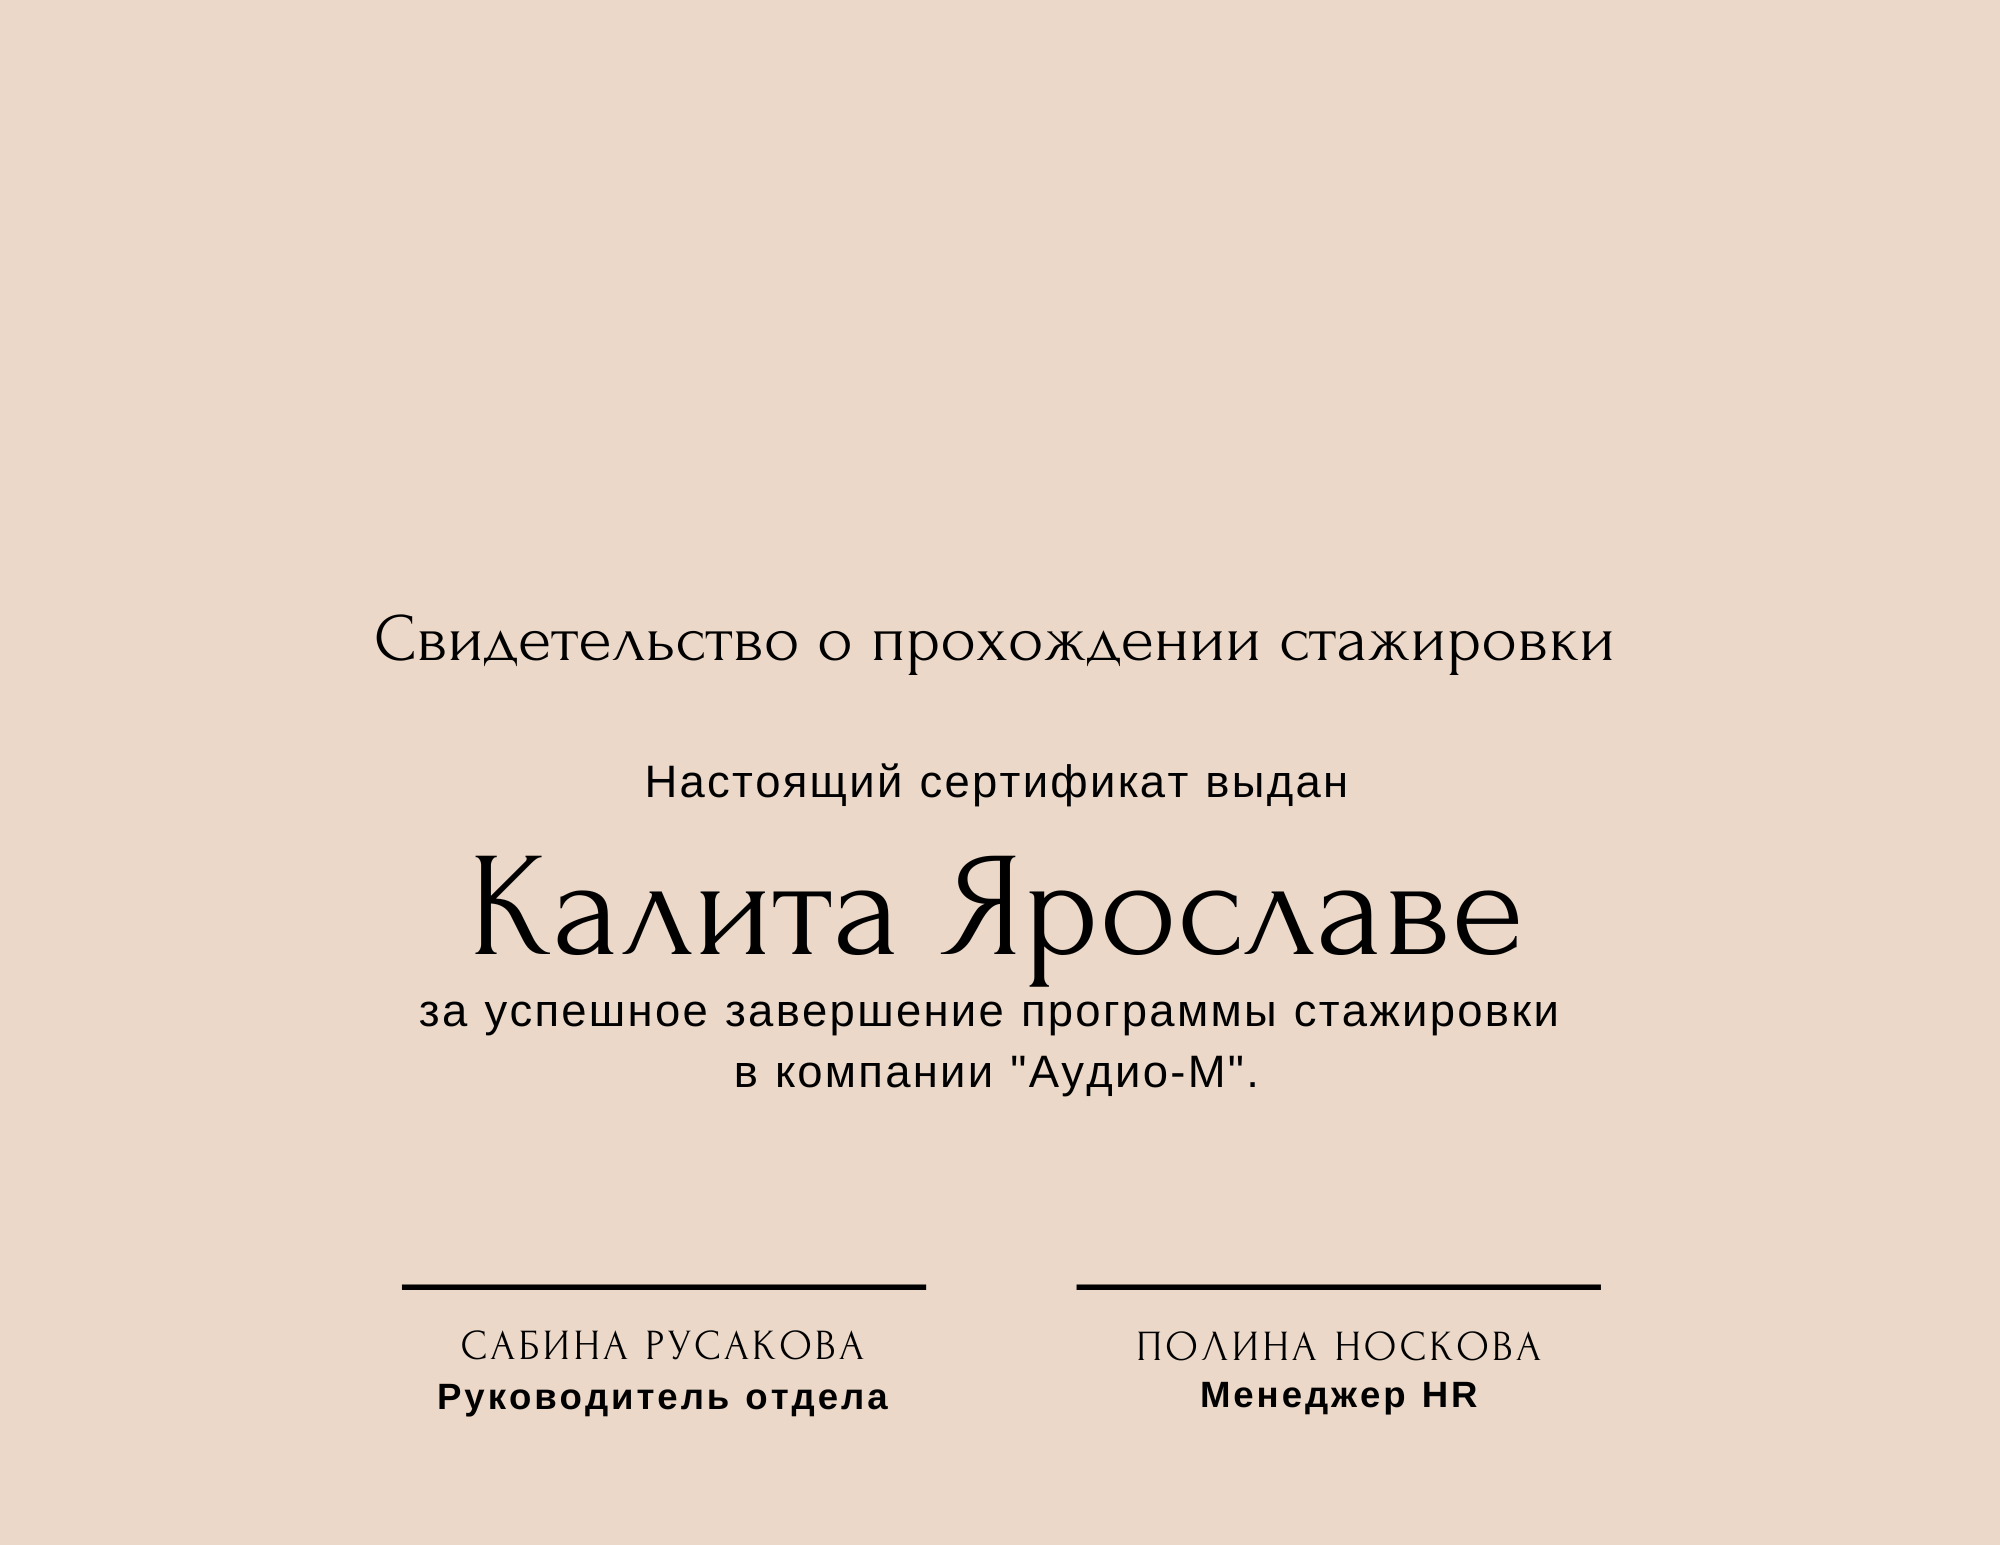 Свидетельство о прохождении стажировки
Настоящий сертификат выдан
Калита Ярославе
за успешное завершение программы стажировки
в компании "Аудио-М".
САБИНА РУСАКОВА
Руководитель отдела
ПОЛИНА НОСКОВА
Менеджер HR